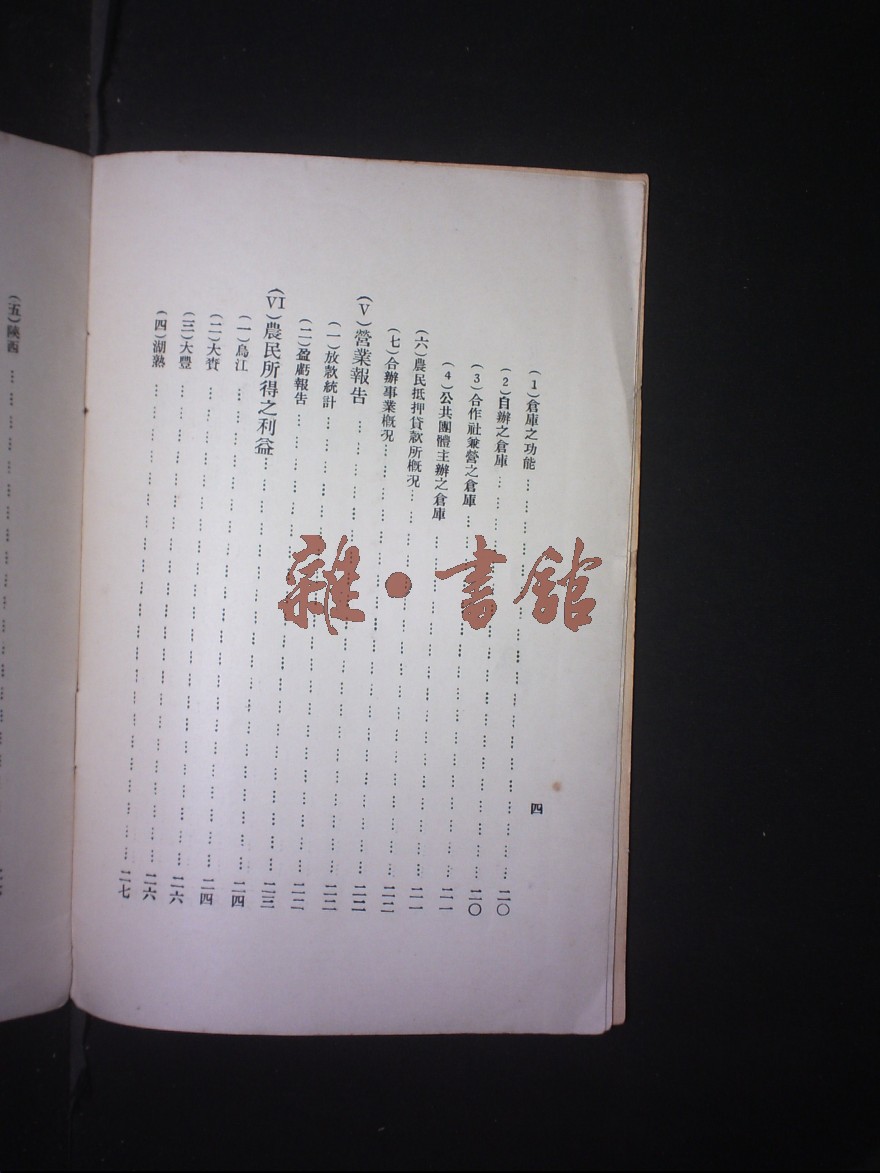 四
(1)倉庫之功能……二〇
(2)自辦之倉庫……二〇
(3)合作社兼營之倉庫……二一
(4)公共團體主辦之倉庫……二一
(六)農民抵押貸款所概況……二二
(七)合辦事業概況……二二
(V)營業報告……二二
(一)放款統計……二二
(二)盈虧報告……二三
(VI)農民所得之利益……二四
(一)烏江……二四
(二)大賚……二六
(三)大豐……二六
(四)湖熟……二七
(五)陝西……
雜·書館